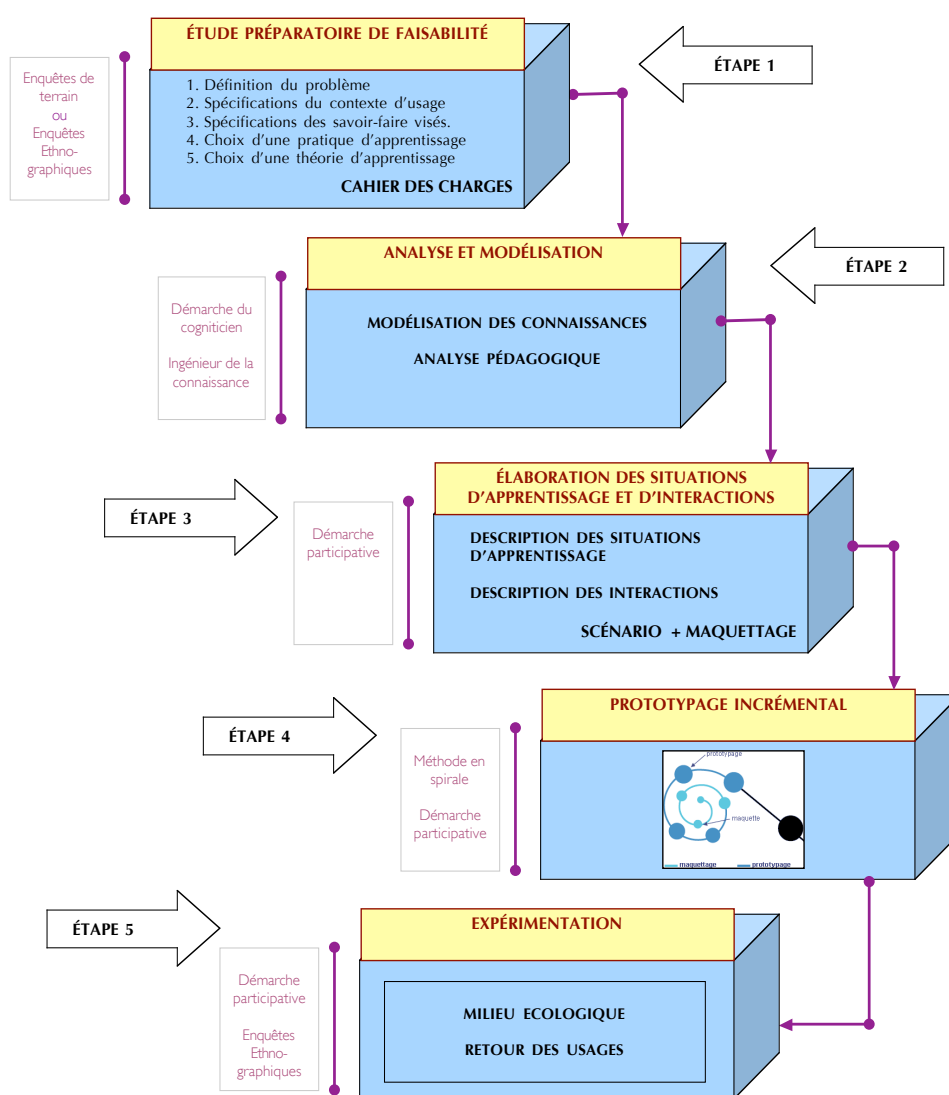 ÉTUDE PRÉPARATOIRE DE FAISABILITÉ
ÉTAPE 1
Enquêtes de
terrain
ou
Enquêtes
Ethno-
graphiques
1. Définition du problème
2. Spécifications du contexte d'usage
3. Spécifications des savoir-faire visés.
4. Choix d'une pratique d'apprentissage
5. Choix d'une théorie d'apprentissage
CAHIER DES CHARGES
ANALYSE ET MODÉLISATION
ÉTAPE 2
Démarche du
cogniticien
Ingénieur de la
connaissance
MODÉLISATION DES CONNAISSANCES
ANALYSE PÉDAGOGIQUE
ÉLABORATION DES SITUATIONS
D'APPRENTISSAGE ET D'INTERACTIONS
ÉTAPE 3
Démarche
participative
DESCRIPTION DES SITUATIONS
D'APPRENTISSAGE
DESCRIPTION DES INTERACTIONS
SCÉNARIO + MAQUETTAGE
PROTOTYPAGE INCRÉMENTAL
ÉTAPE 4
Méthode en
spirale
Démarche
participative
prototypage
maquette
maquettage prototypage
EXPÉRIMENTATION
ÉTAPE 5
Démarche
participative
Enquêtes
Ethno-
graphiques
MILIEU ECOLOGIQUE
RETOUR DES USAGES